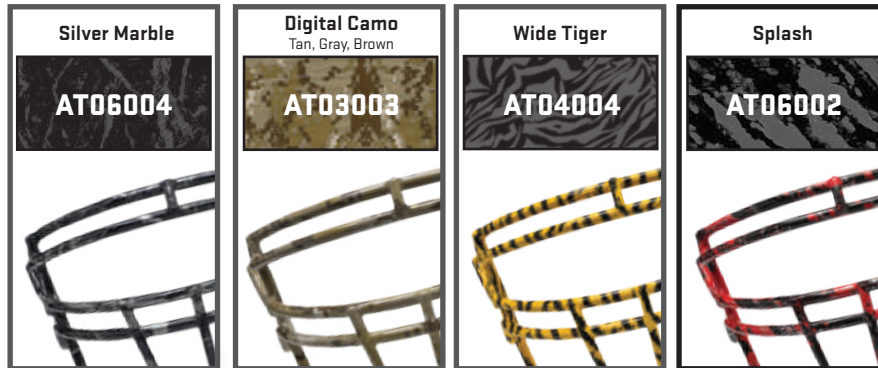 Silver Marble
AT06004
Digital Camo
Tan, Gray, Brown
AT03003
Wide Tiger
AT04004
Splash
AT06002